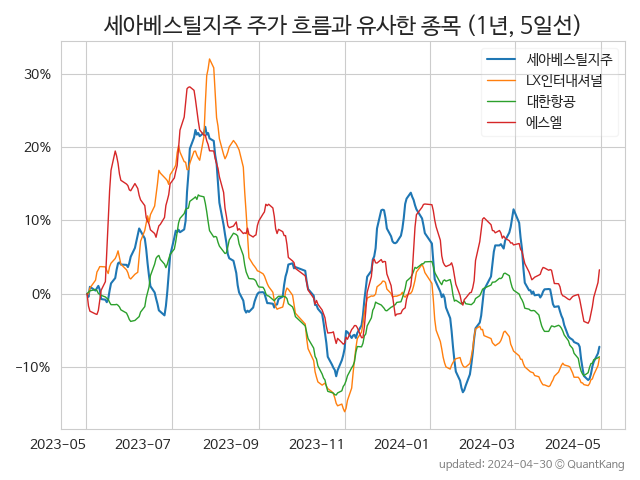 세아베스틸지주 주가 흐름과 유사한 종목 (1년, 5일선)
세아베스틸지주
LX인터내셔널
대한항공
에스엘
30%
20%
10%
0%
−10%
2023-05 2023-07 2023-09 2023-11 2024-01 2024-03 2024-05
updated: 2024-04-30 © QuantKang